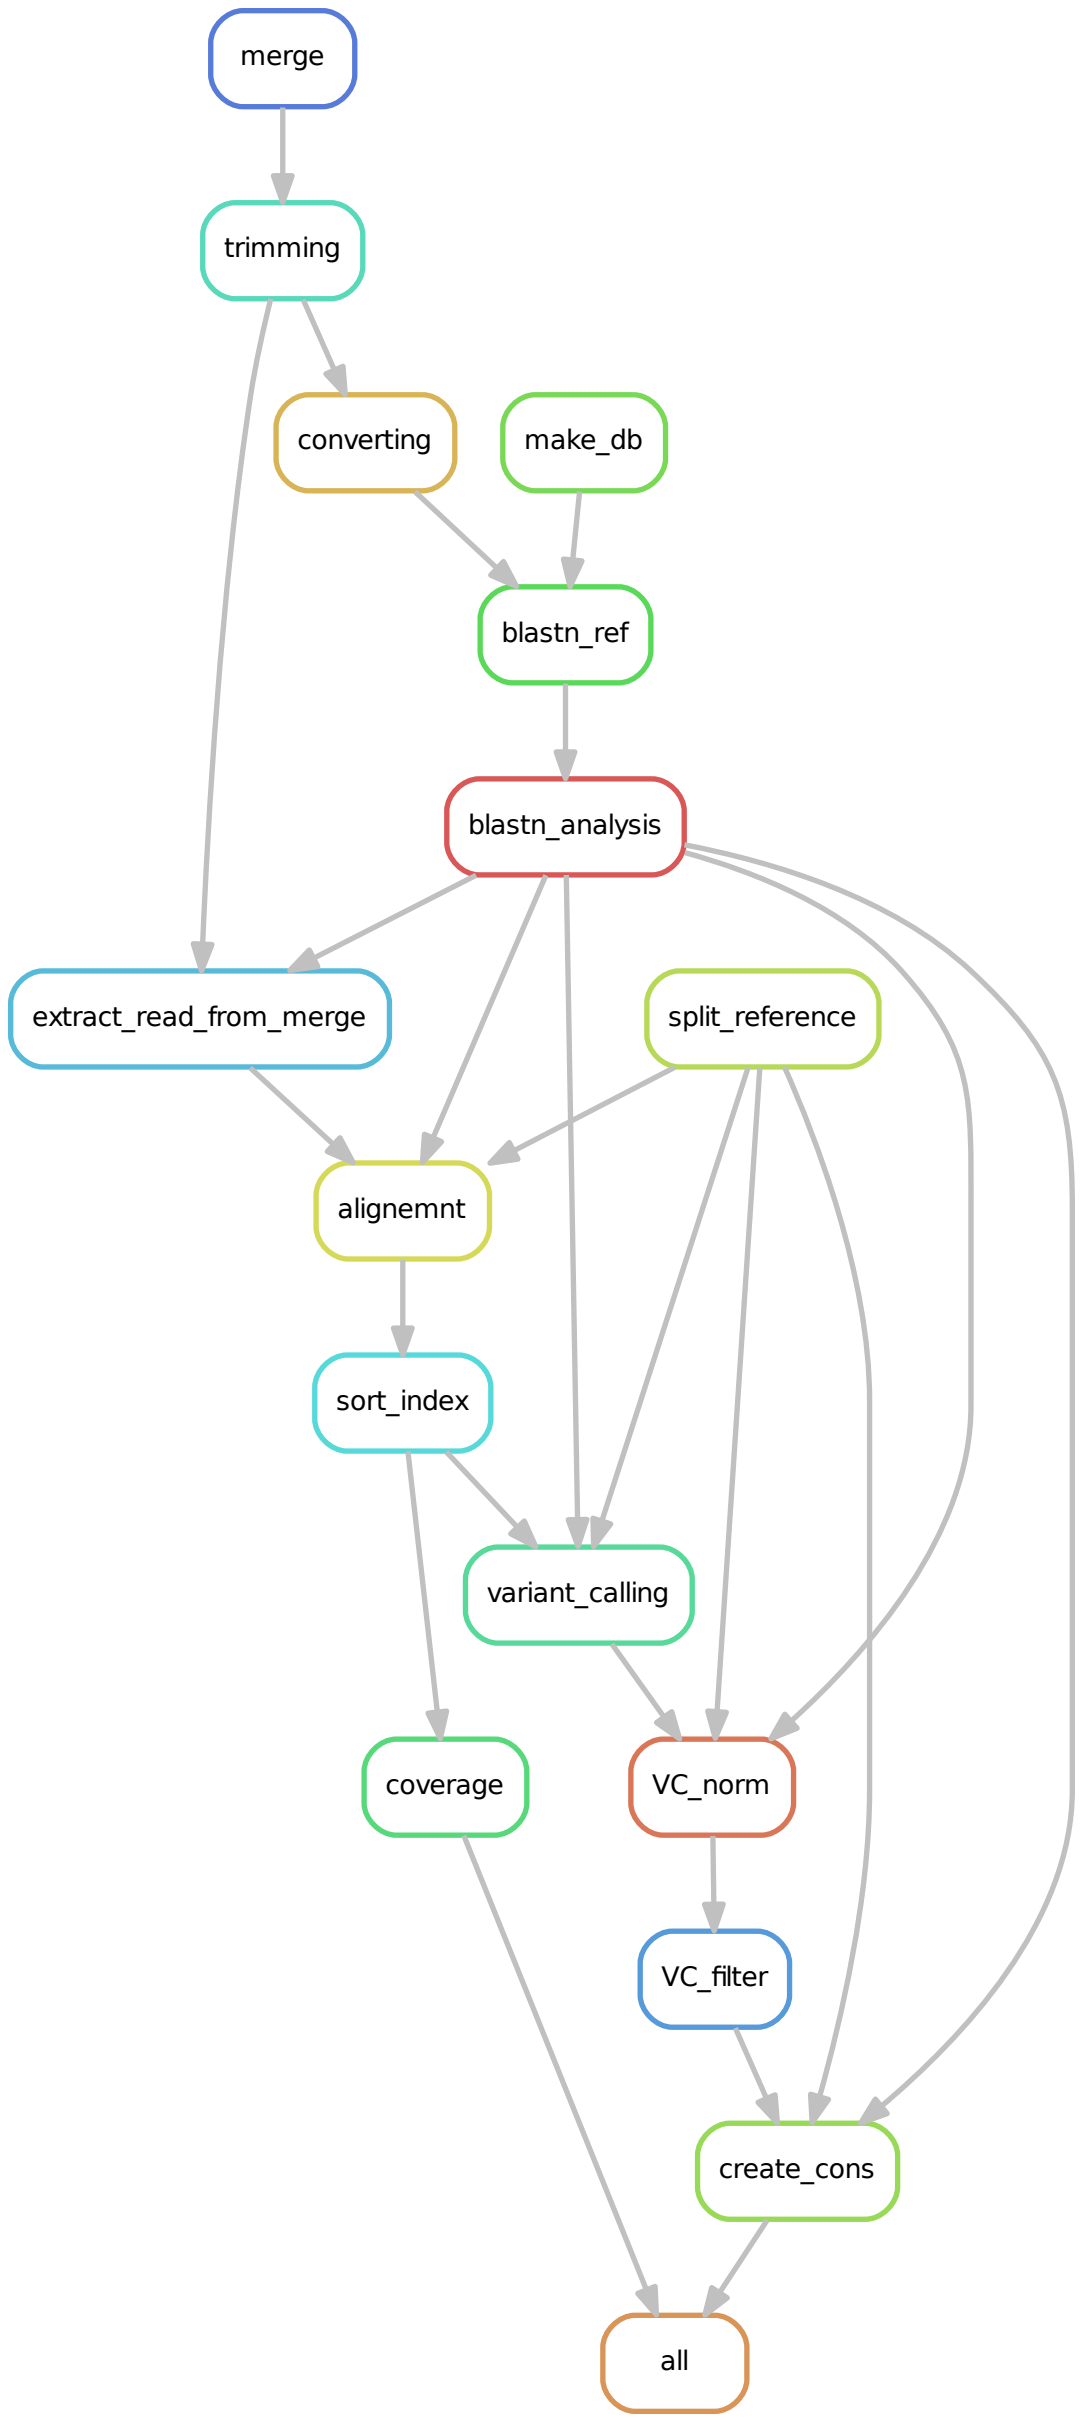 merge
trimming
converting
make_db
blastn_ref
blastn_analysis
extract_read_from_merge
split_reference
alignemnt
sort_index
variant_calling
coverage
VC_norm
VC_filter
create_cons
all